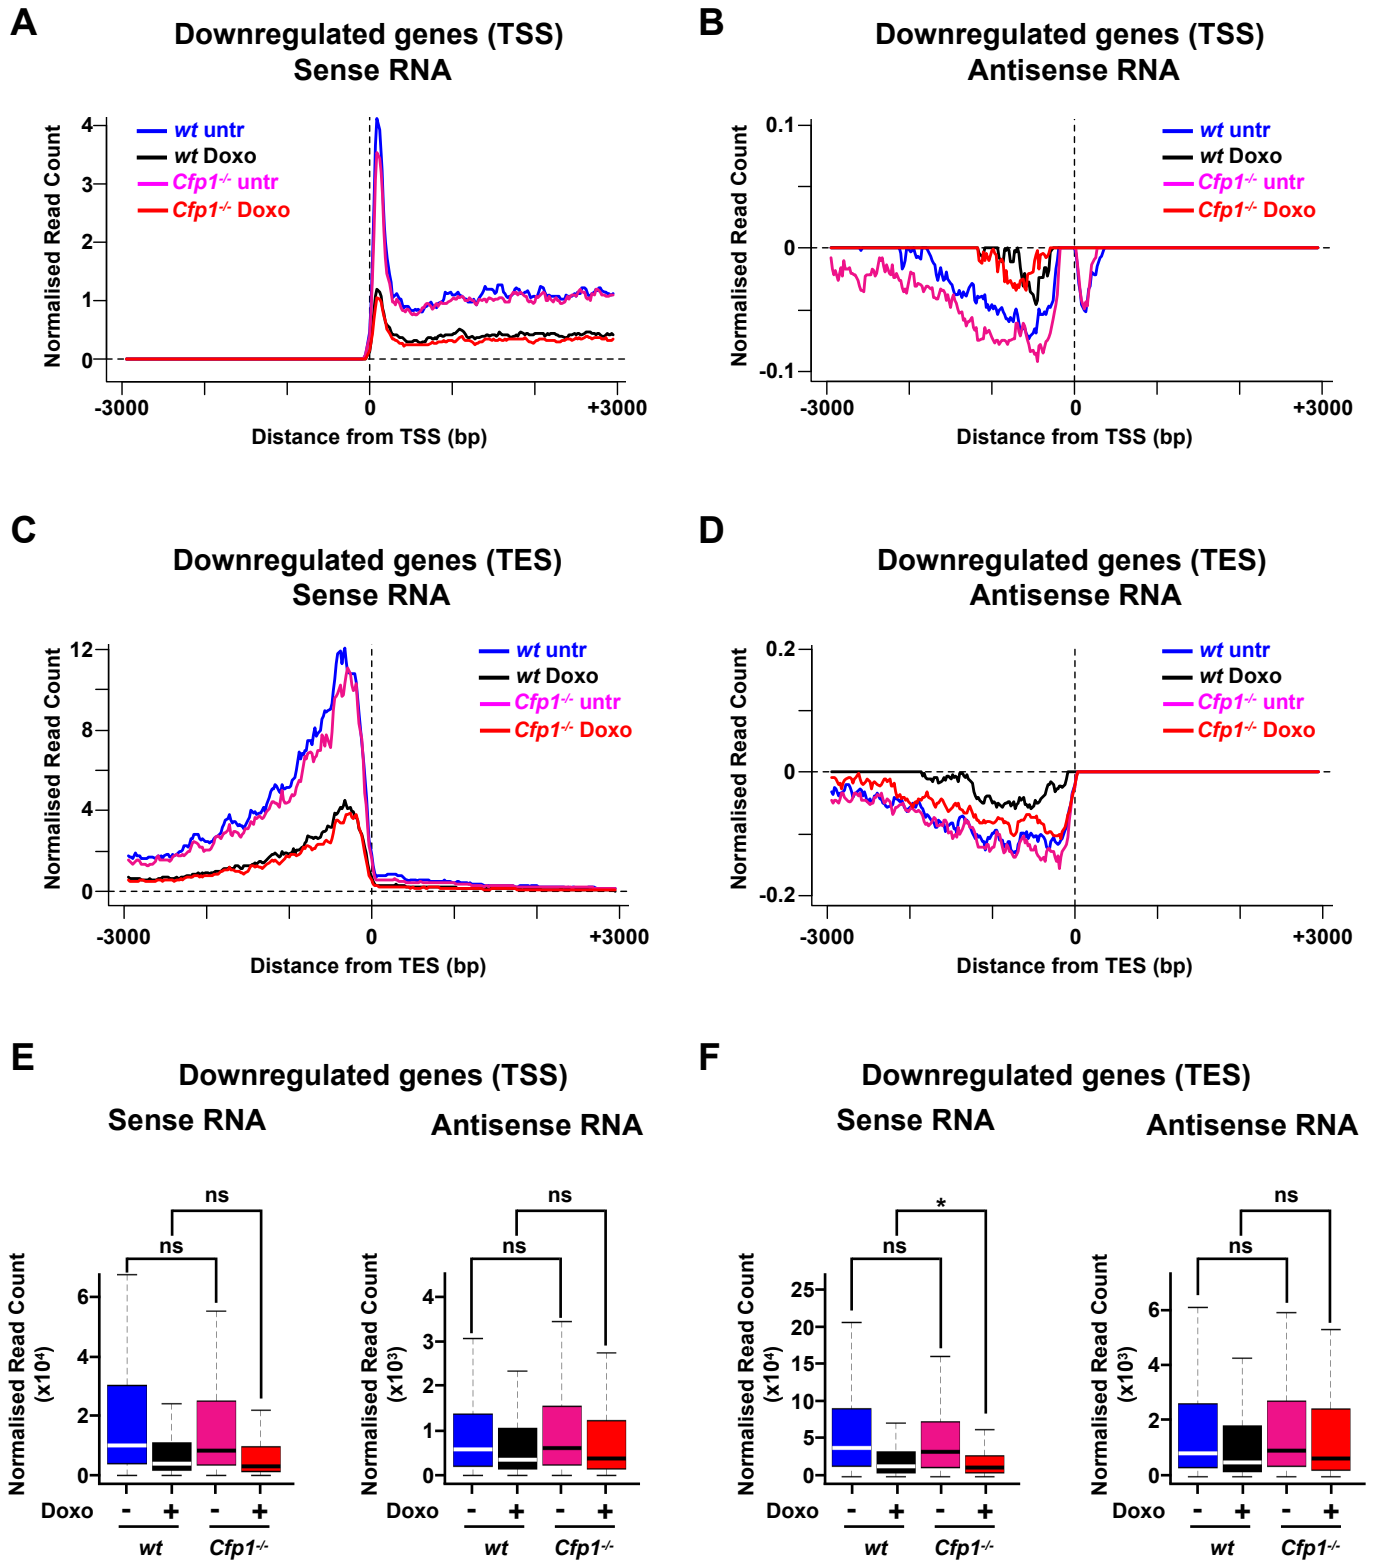 A
Downregulated genes (TSS)
Sense RNA
Normalised Read Count
4
3
2
1
0
wt untr
wt Doxo
Cfp1-/- untr
Cfp1-/- Doxo
-3000
0
+3000
Distance from TSS (bp)
B
Downregulated genes (TSS)
Antisense RNA
Normalised Read Count
0.1
0
-0.1
wt untr
wt Doxo
Cfp1-/- untr
Cfp1-/- Doxo
-3000
0
+3000
Distance from TSS (bp)
C
Downregulated genes (TES)
Sense RNA
Normalised Read Count
12
8
4
0
wt untr
wt Doxo
Cfp1-/- untr
Cfp1-/- Doxo
-3000
0
+3000
Distance from TES (bp)
D
Downregulated genes (TES)
Antisense RNA
Normalised Read Count
0.2
0
-0.2
wt untr
wt Doxo
Cfp1-/- untr
Cfp1-/- Doxo
-3000
0
+3000
Distance from TES (bp)
E
Downregulated genes (TSS)
Sense RNA
Normalised Read Count
(x10⁴)
6
4
2
0
ns
ns
Doxo - + - +
wt Cfp1-/-
Antisense RNA
Normalised Read Count
(x10³)
4
3
2
1
0
ns
ns
- + - +
wt Cfp1-/-
F
Downregulated genes (TES)
Sense RNA
Normalised Read Count
(x10⁴)
25
20
15
10
5
0
*
ns
Doxo - + - +
wt Cfp1-/-
Antisense RNA
Normalised Read Count
(x10³)
6
4
2
0
ns
ns
- + - +
wt Cfp1-/-